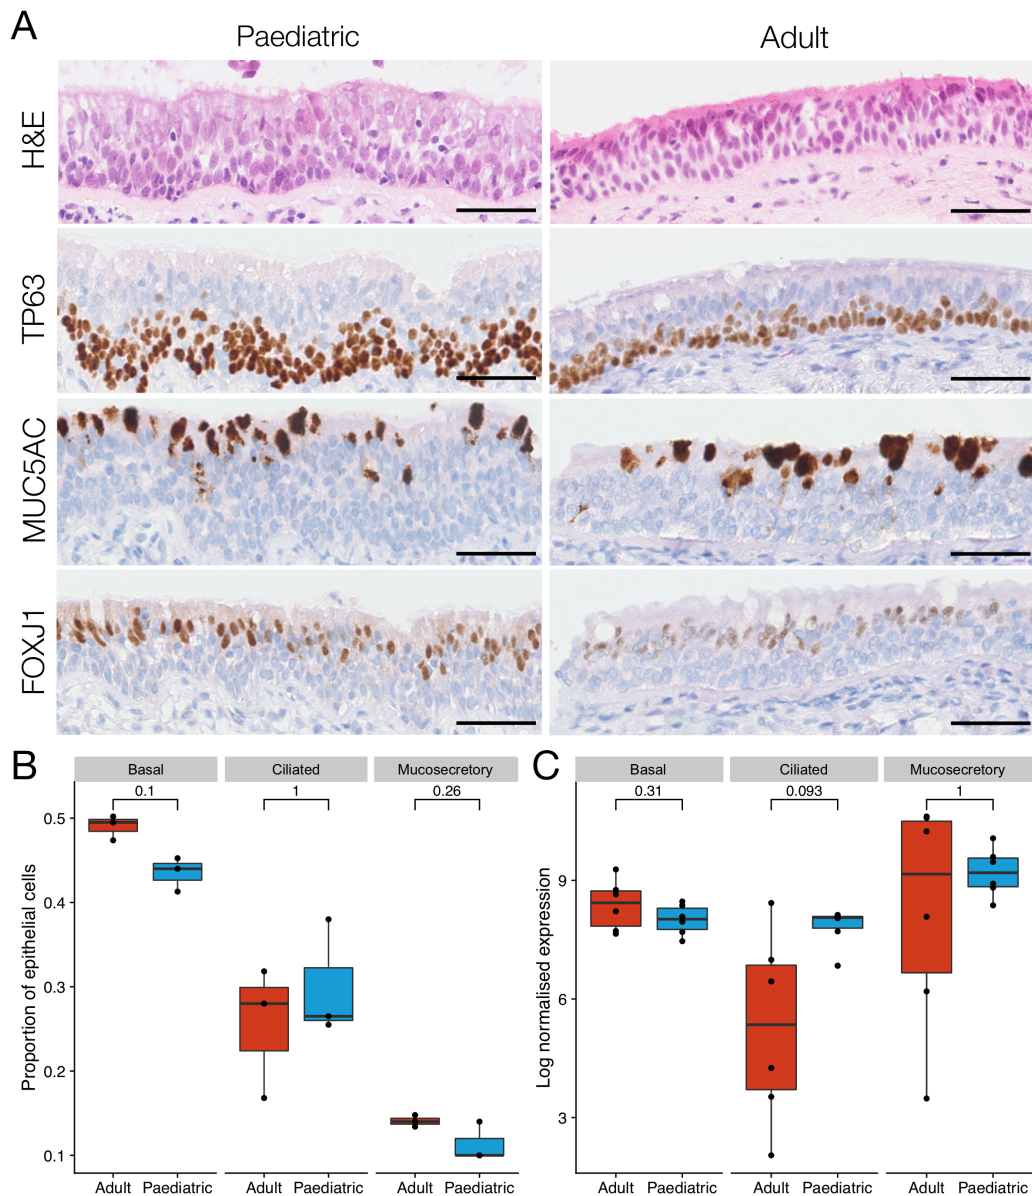 A
Paediatric
Adult
H&E
TP63
MUC5AC
FOXJ1
B
Basal
Ciliated
Mucosecretory
0.1
1
0.26
0.5
0.4
0.3
0.2
0.1
Proportion of epithelial cells
Adult Paediatric
Adult Paediatric
Adult Paediatric
C
Basal
Ciliated
Mucosecretory
0.31
0.093
1
9
6
3
Log normalised expression
Adult Paediatric
Adult Paediatric
Adult Paediatric